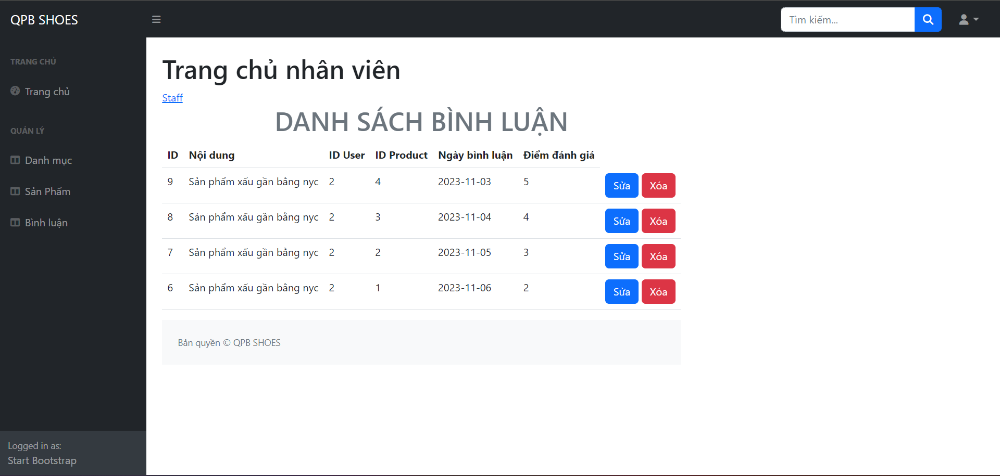 QPB SHOES
Tìm kiếm...
TRANG CHỦ
Trang chủ
QUẢN LÝ
Danh mục
Sản Phẩm
Bình luận
Logged in as:
Start Bootstrap
Trang chủ nhân viên
Staff
DANH SÁCH BÌNH LUẬN
ID Nội dung ID User ID Product Ngày bình luận Điểm đánh giá
9 Sản phẩm xấu gần bằng nyc 2 4 2023-11-03 5 Sửa Xóa
8 Sản phẩm xấu gần bằng nyc 2 3 2023-11-04 4 Sửa Xóa
7 Sản phẩm xấu gần bằng nyc 2 2 2023-11-05 3 Sửa Xóa
6 Sản phẩm xấu gần bằng nyc 2 1 2023-11-06 2 Sửa Xóa
Bản quyền © QPB SHOES